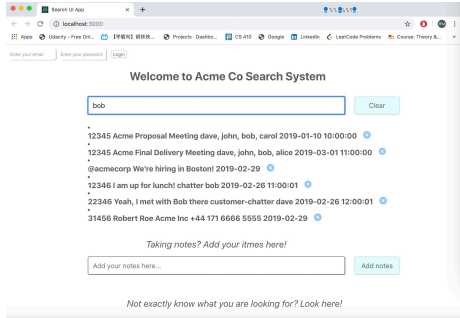 Search UI App
localhost:3000
Apps Udacity - Free Onl... Projects - Dashbo... CS 410 Google LinkedIn LeetCode Problems Course: Theory &...
Enter your email Enter your password Login
Welcome to Acme Co Search System
bob Clear
12345 Acme Proposal Meeting dave, john, bob, carol 2019-01-10 10:00:00
12345 Acme Final Delivery Meeting dave, john, bob, alice 2019-03-01 11:00:00
@acmecorp We're hiring in Boston! 2019-02-29
12346 I am up for lunch! chatter bob 2019-02-26 11:00:01
22346 Yeah, I met with Bob there customer-chatter dave 2019-02-26 12:00:01
31456 Robert Roe Acme Inc +44 171 6666 5555 2019-02-29
Taking notes? Add your itmes here!
Add your notes here... Add notes
Not exactly know what you are looking for? Look here!